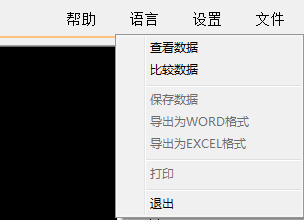 帮助 语言 设置 文件
查看数据
比较数据
保存数据
导出为WORD格式
导出为EXCEL格式
打印
退出